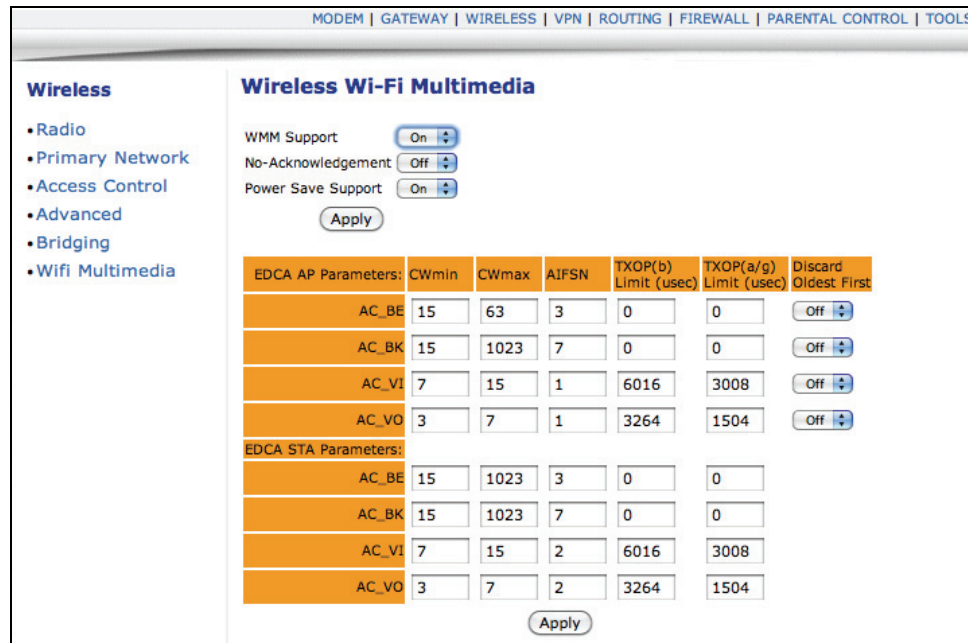 MODEM | GATEWAY | WIRELESS | VPN | ROUTING | FIREWALL | PARENTAL CONTROL | TOOLS
Wireless
• Radio
• Primary Network
• Access Control
• Advanced
• Bridging
• Wifi Multimedia
Wireless Wi-Fi Multimedia
WMM Support On
No-Acknowledgement Off
Power Save Support On
Apply
EDCA AP Parameters: CWmin CWmax AIFSN TXOP(b) Limit (usec) TXOP(a/g) Limit (usec) Discard Oldest First
AC_BE 15 63 3 0 0 Off
AC_BK 15 1023 7 0 0 Off
AC_VI 7 15 1 6016 3008 Off
AC_VO 3 7 1 3264 1504 Off
EDCA STA Parameters:
AC_BE 15 1023 3 0 0
AC_BK 15 1023 7 0 0
AC_VI 7 15 2 6016 3008
AC_VO 3 7 2 3264 1504
Apply